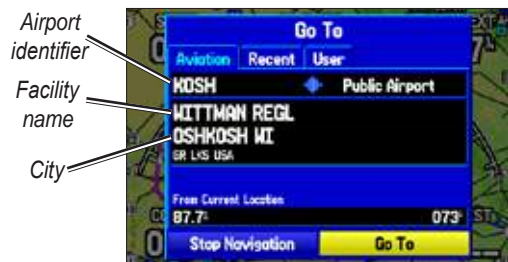 Airport
identifier
Facility
name
City
Go To
Aviation Recent User
KOSH Public Airport
WITTMAN REGL
OSHKOSH WI
GR LKS USA
From Current Location
87.7 073°
Stop Navigation Go To